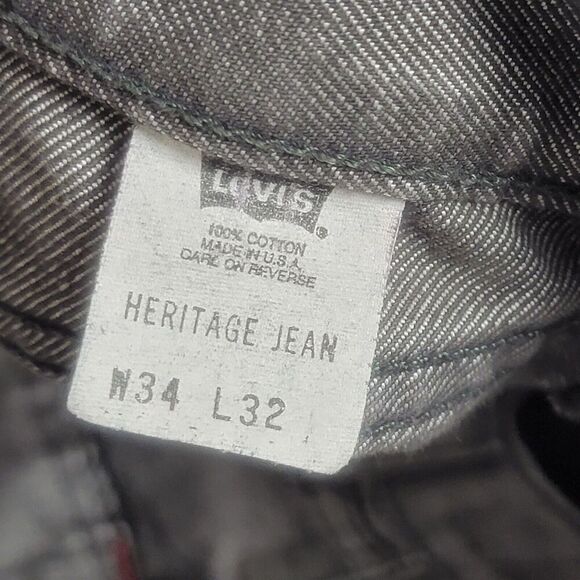 LEVI'S
®
100% COTTON
MADE IN U.S.A.
CARE ON REVERSE
HERITAGE JEAN
W34 L32